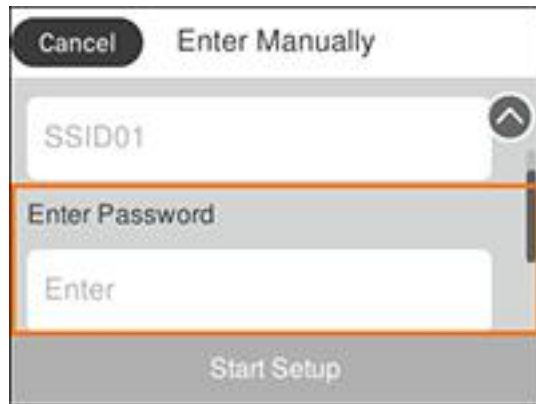 Cancel Enter Manually
SSID01
Enter Password
Enter
Start Setup